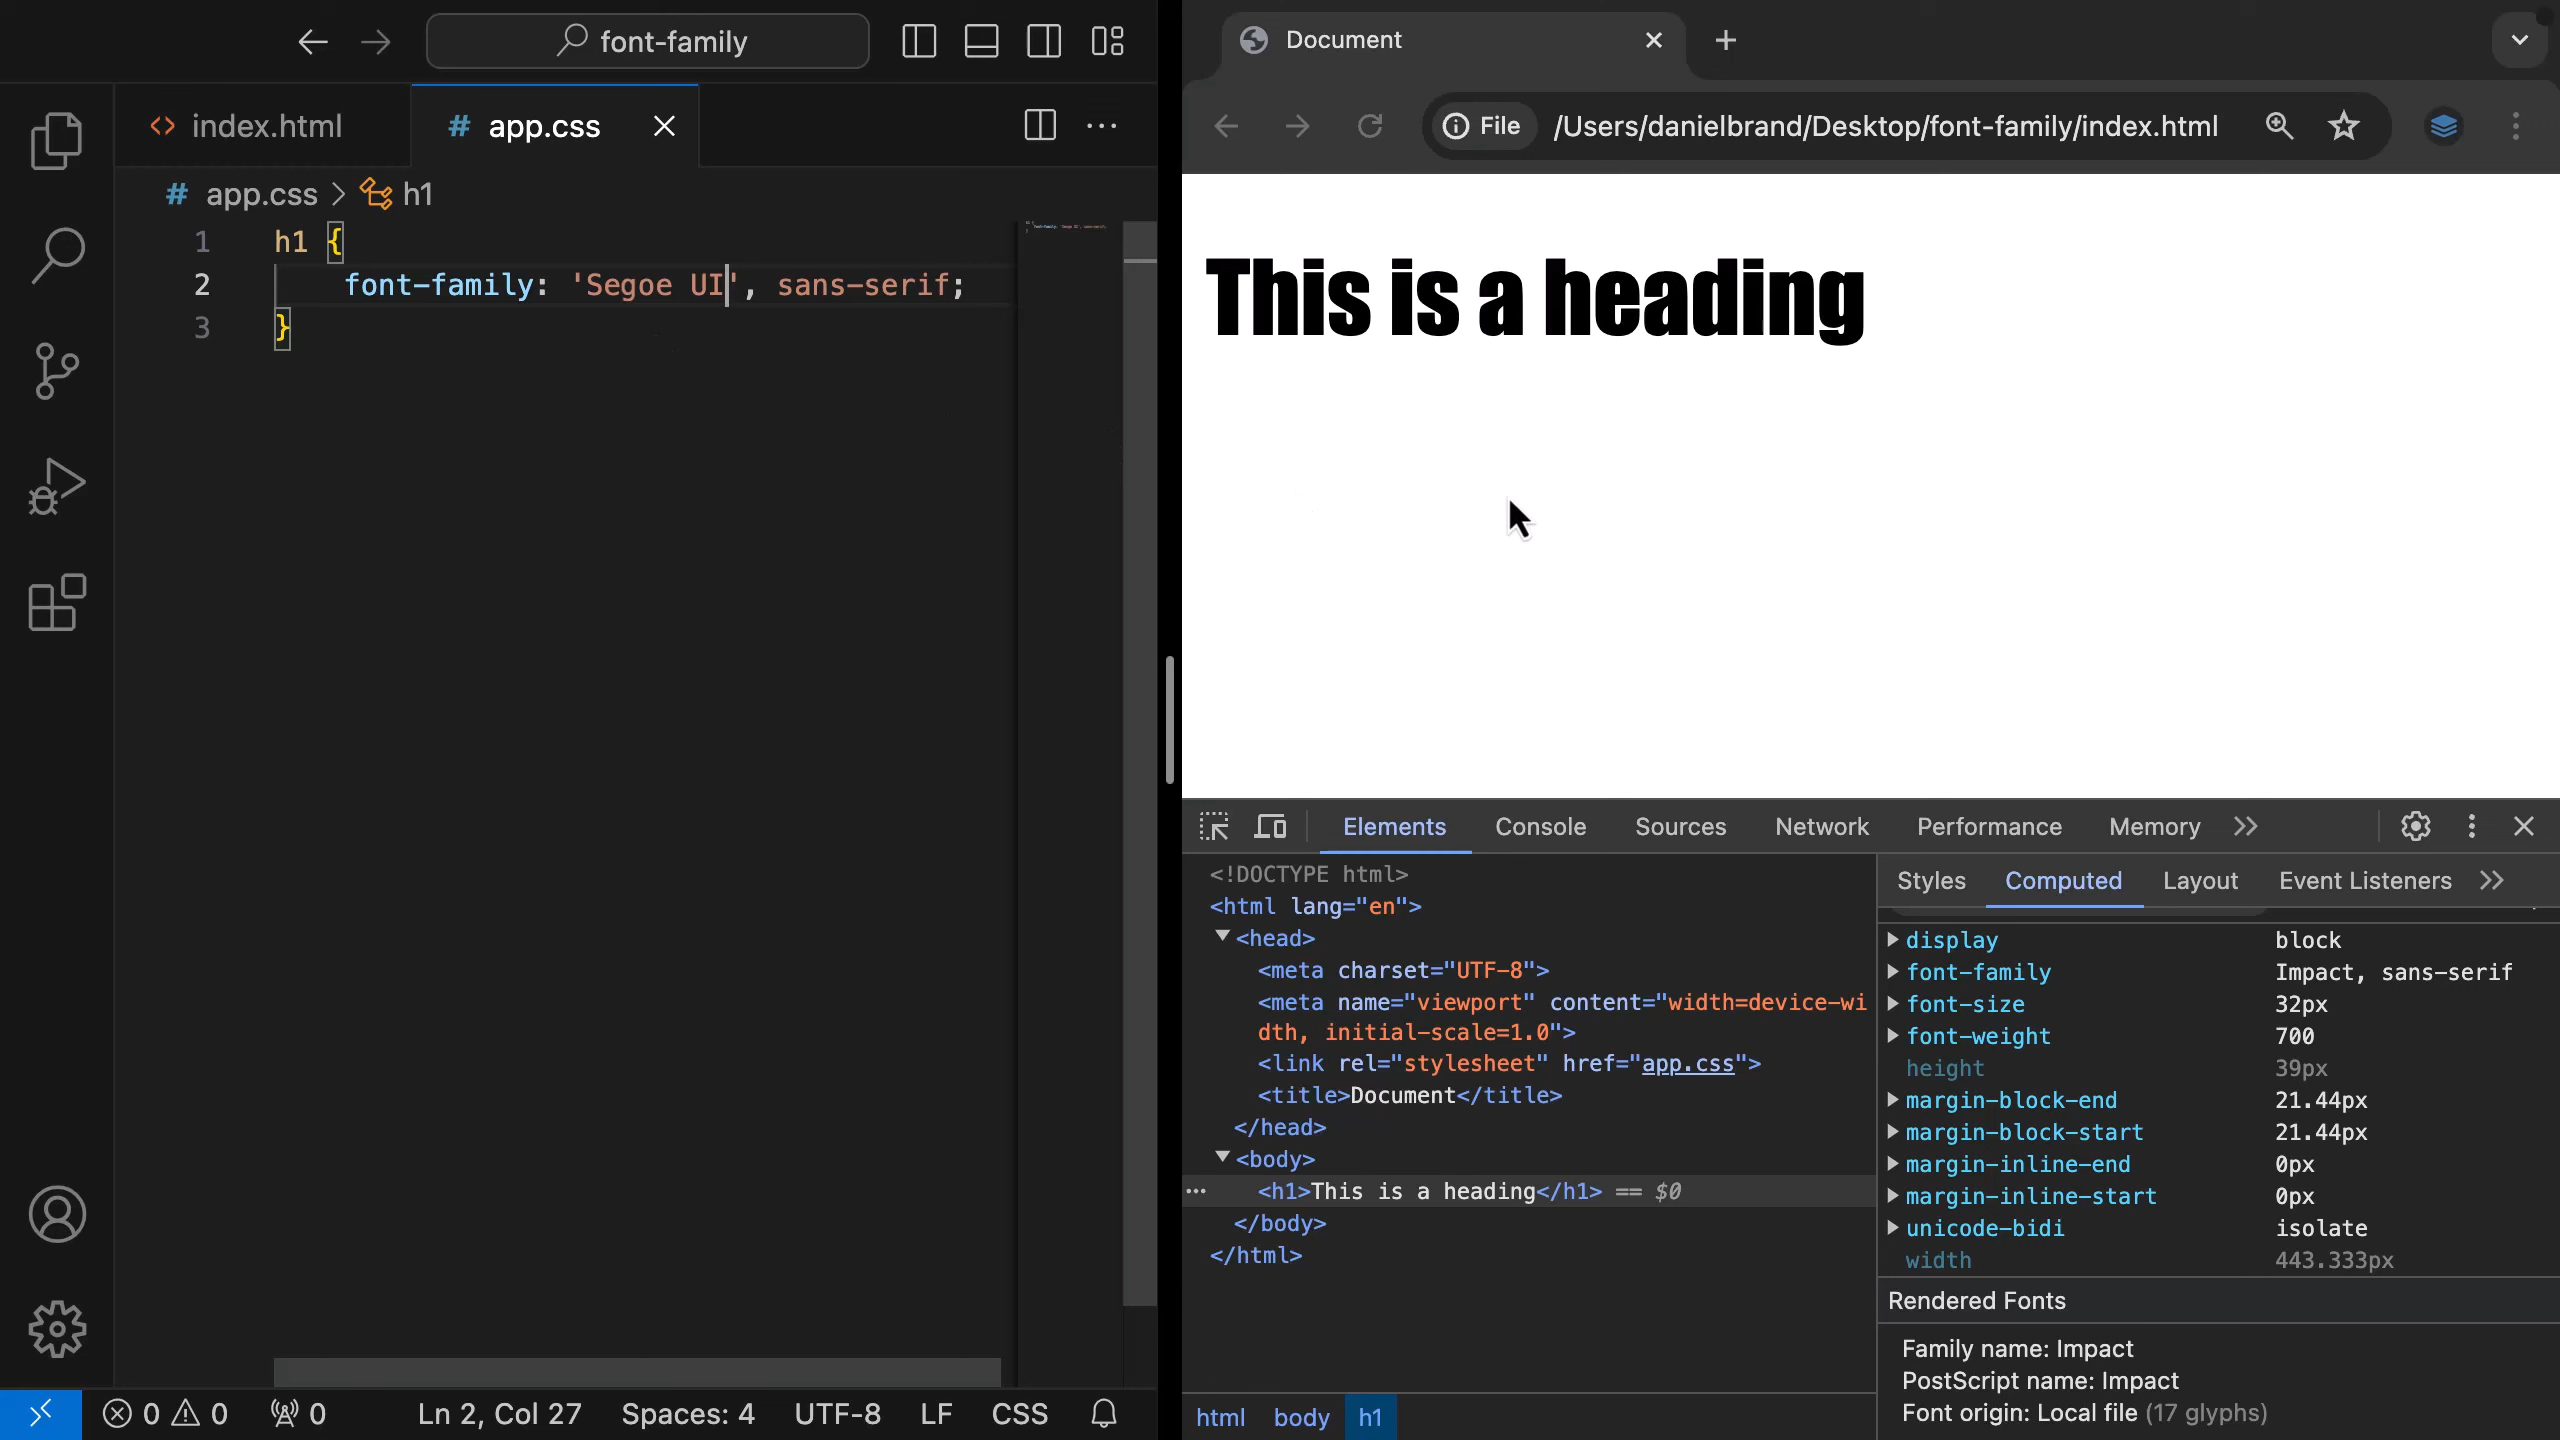 font-family
index.html
# app.css
# app.css > h1
1 h1 {
2 font-family: 'Segoe UI', sans-serif;
3 }
0 0 0 Ln 2, Col 27 Spaces: 4 UTF-8 LF CSS
Document
File /Users/danielbrand/Desktop/font-family/index.html
This is a heading
Elements Console Sources Network Performance Memory
<!DOCTYPE html>
<html lang="en">
<head>
<meta charset="UTF-8">
<meta name="viewport" content="width=device-wi
dth, initial-scale=1.0">
<link rel="stylesheet" href="app.css">
<title>Document</title>
</head>
<body>
<h1>This is a heading</h1> == $0
</body>
</html>
html body h1
Styles Computed Layout Event Listeners
display block
font-family Impact, sans-serif
font-size 32px
font-weight 700
height 39px
margin-block-end 21.44px
margin-block-start 21.44px
margin-inline-end 0px
margin-inline-start 0px
unicode-bidi isolate
width 443.333px
Rendered Fonts
Family name: Impact
PostScript name: Impact
Font origin: Local file (17 glyphs)